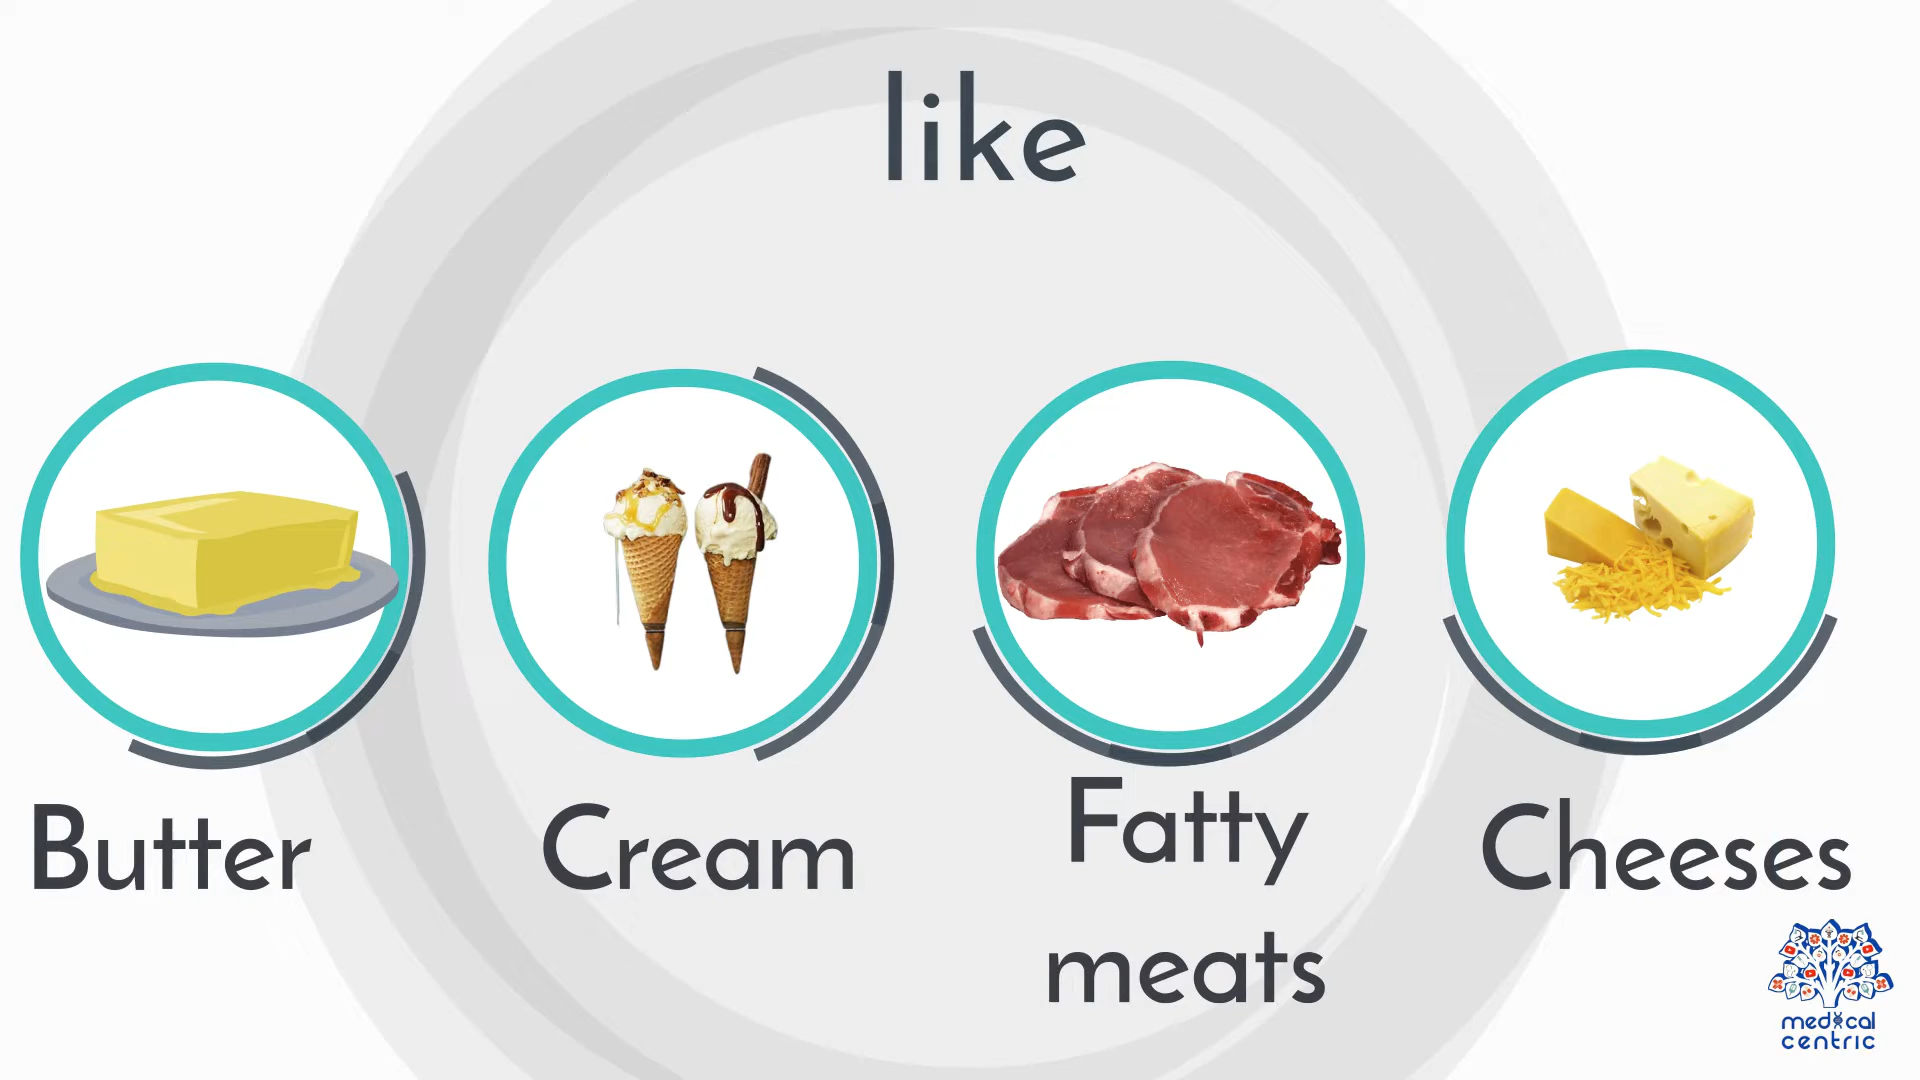 like
Butter
Cream
Fatty
meats
Cheeses
medical
centric